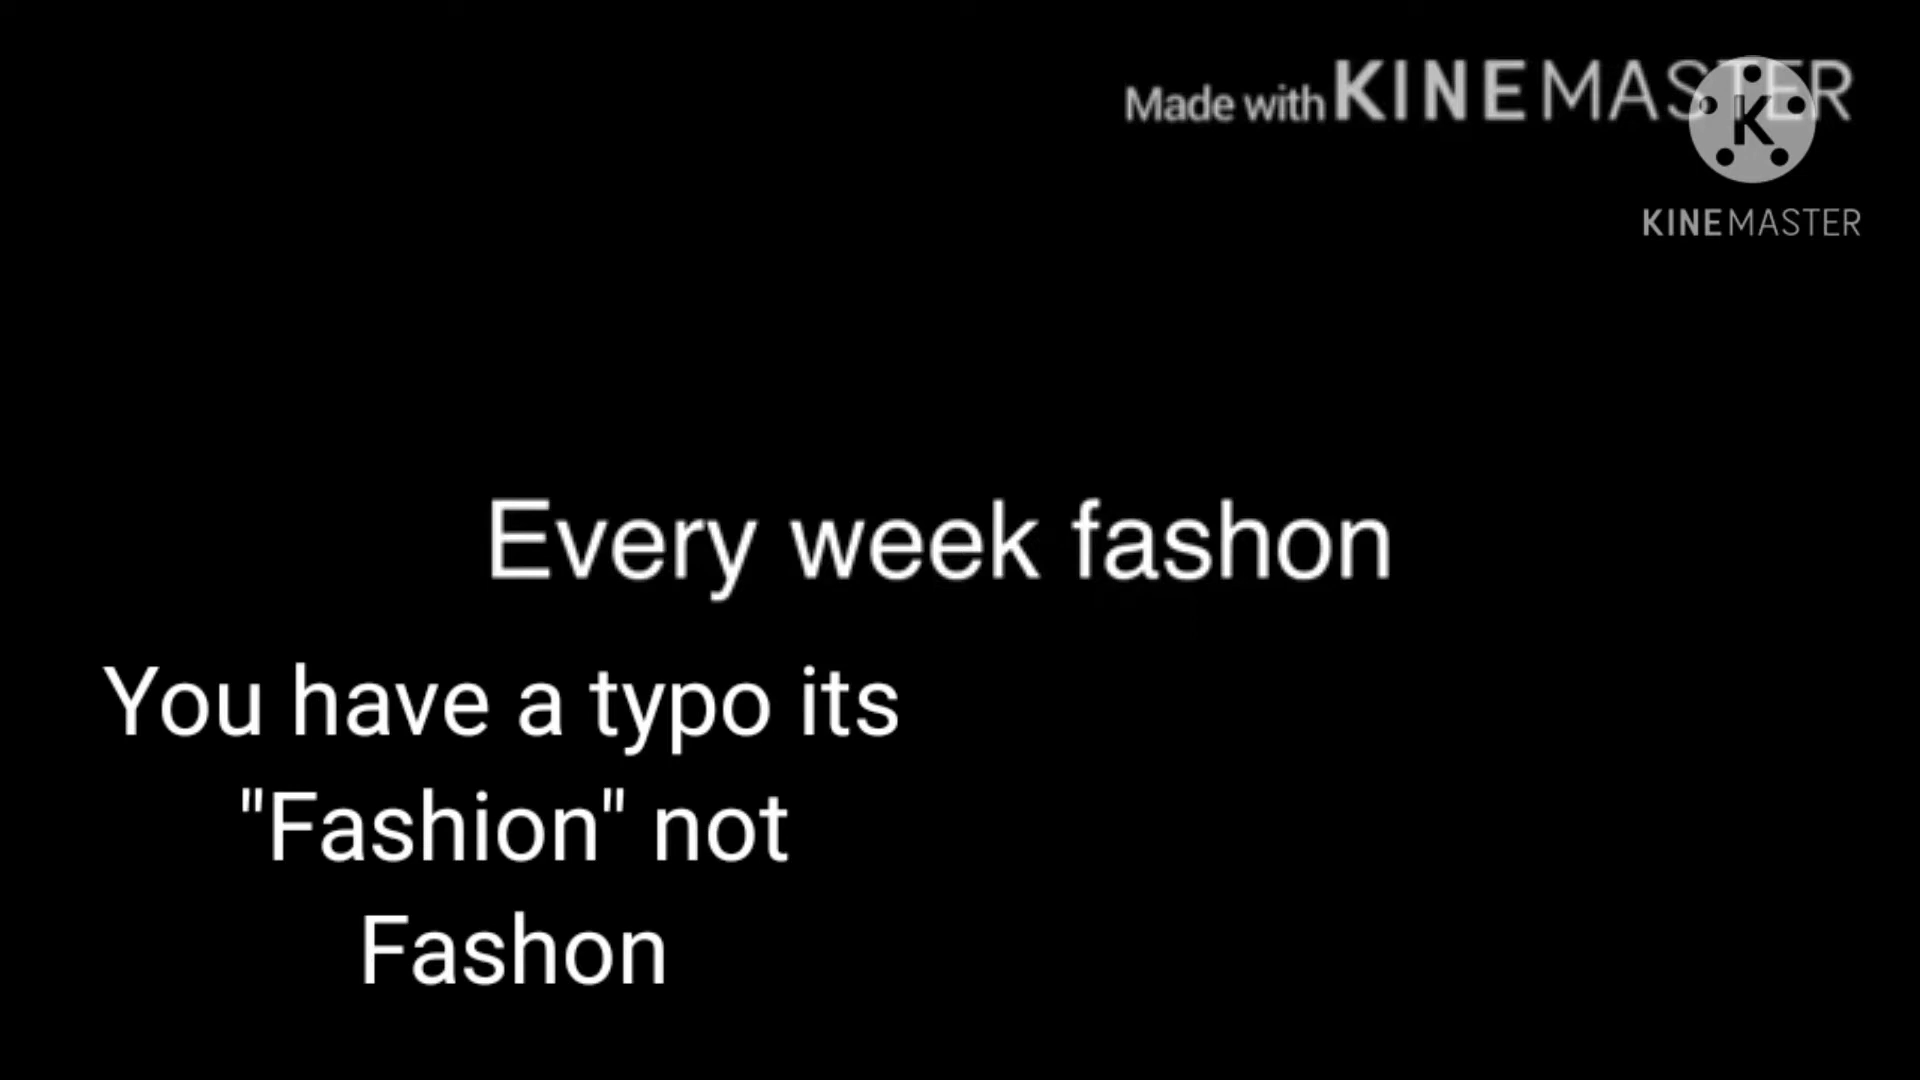 Made with KINEMASTER
K
KINEMASTER
Every week fashon
You have a typo its
"Fashion" not
Fashon